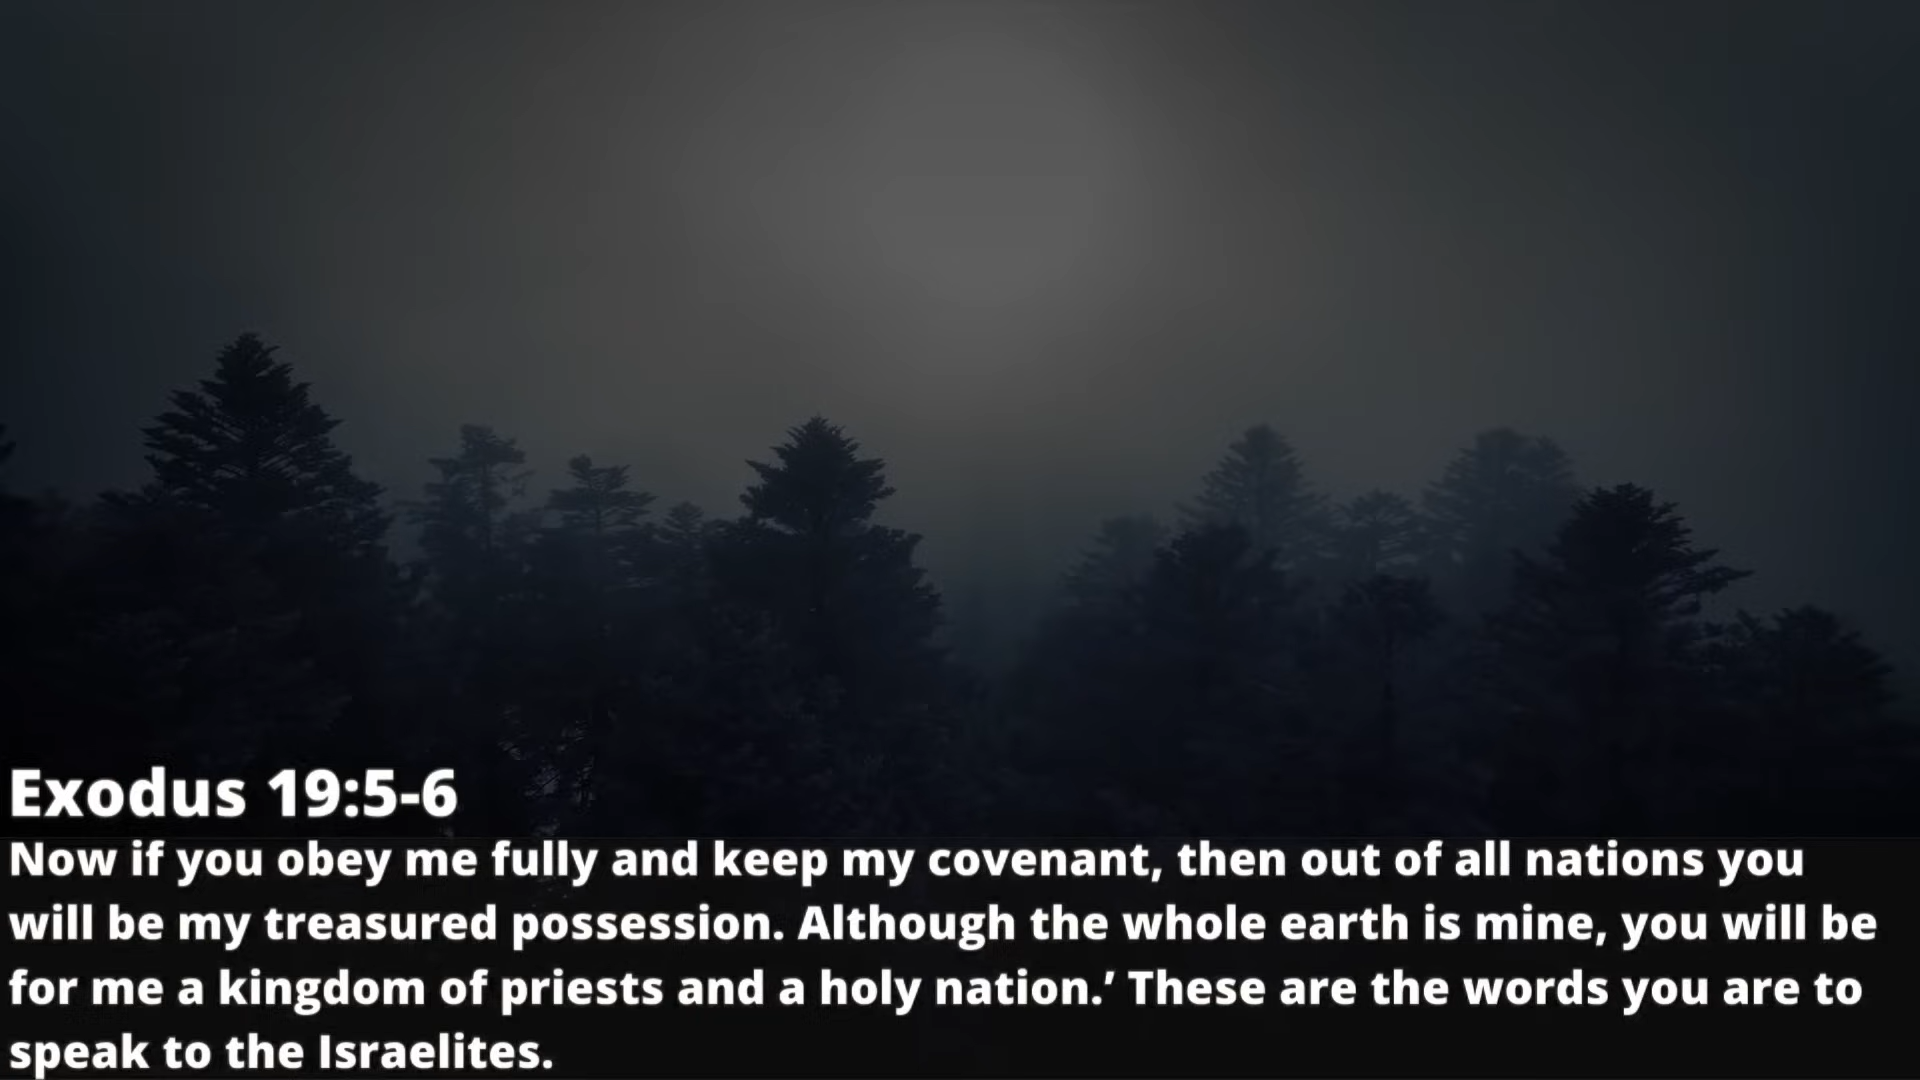 Exodus 19:5-6
Now if you obey me fully and keep my covenant, then out of all nations you
will be my treasured possession. Although the whole earth is mine, you will be
for me a kingdom of priests and a holy nation.’ These are the words you are to
speak to the Israelites.